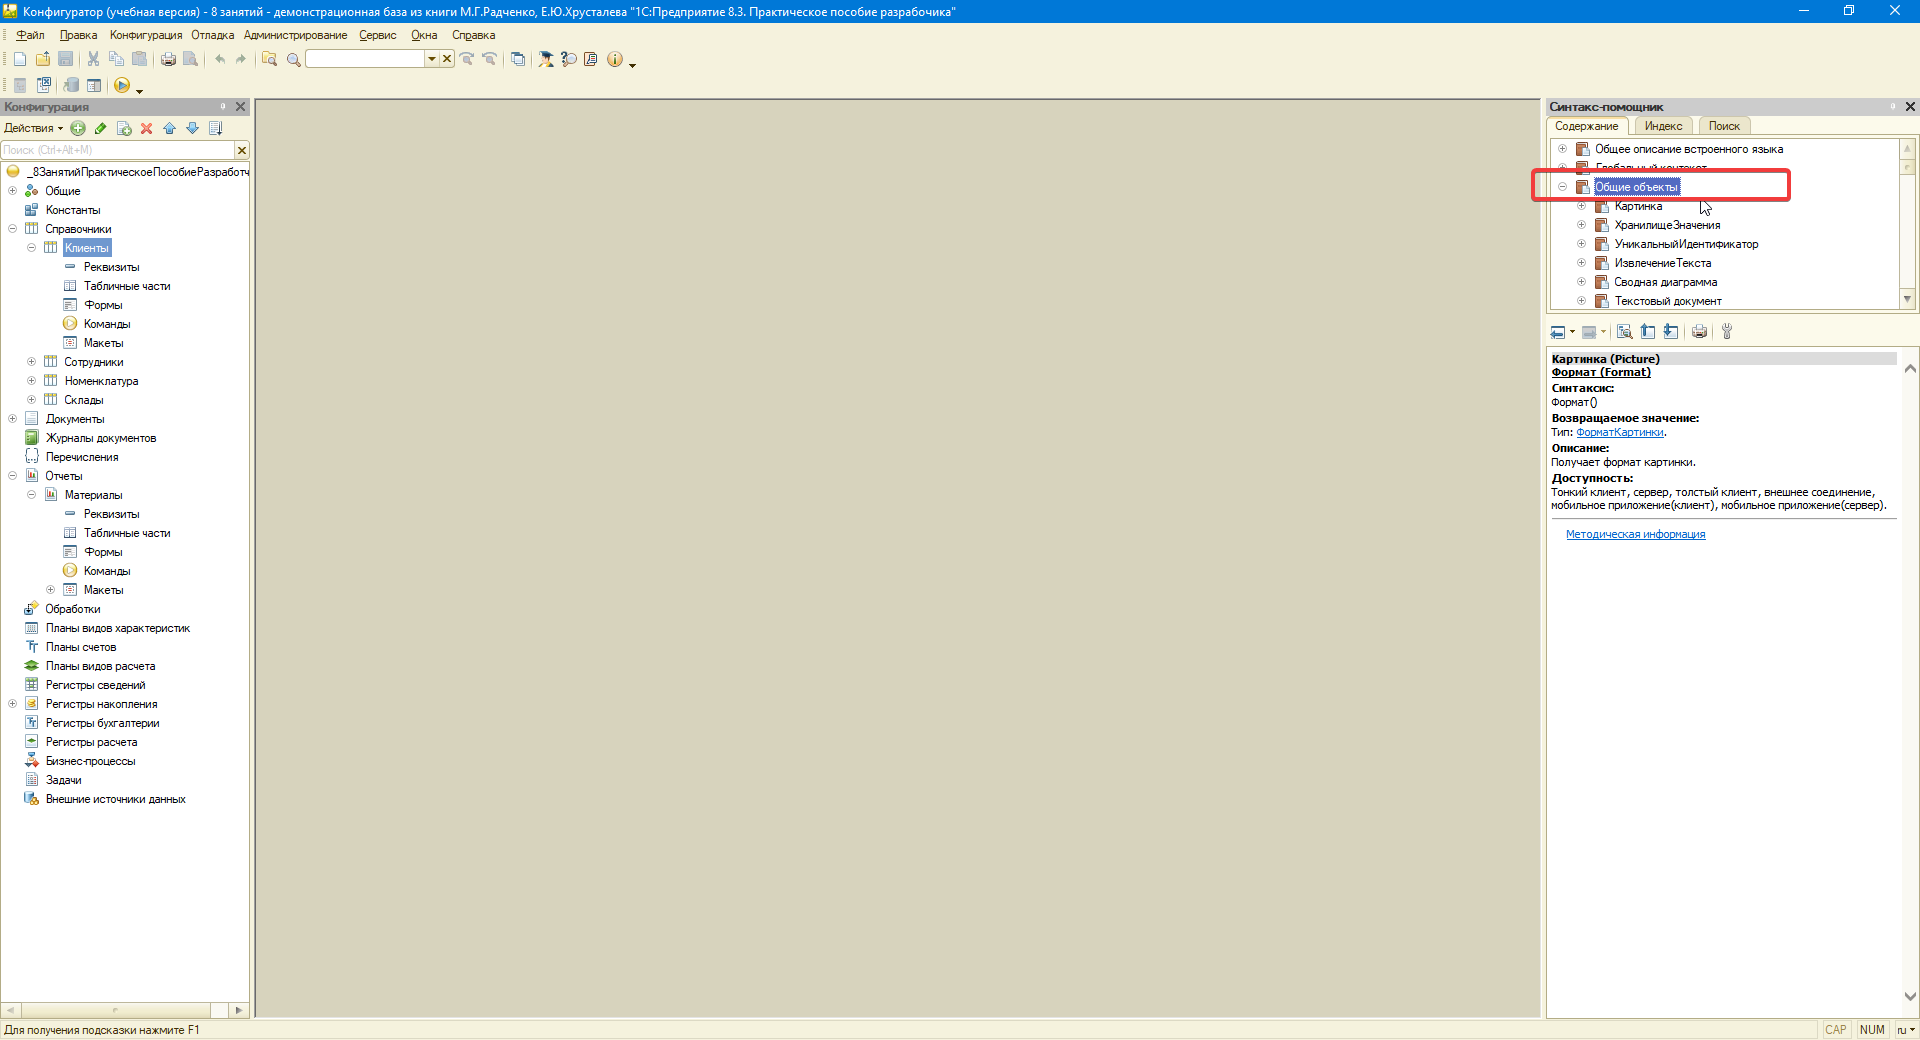 Конфигуратор (учебная версия) - 8 занятий - демонстрационная база из книги М.Г.Радченко, Е.Ю.Хрусталева "1С:Предприятие 8.3. Практическое пособие разрабочика"
Файл Правка Конфигурация Отладка Администрирование Сервис Окна Справка
Конфигурация
Действия
Поиск (Ctrl+Alt+M)
_8ЗанятийПрактическоеПособиеРазработч
Общие
Константы
Справочники
Клиенты
Реквизиты
Табличные части
Формы
Команды
Макеты
Сотрудники
Номенклатура
Склады
Документы
Журналы документов
Перечисления
Отчеты
Материалы
Реквизиты
Табличные части
Формы
Команды
Макеты
Обработки
Планы видов характеристик
Планы счетов
Планы видов расчета
Регистры сведений
Регистры накопления
Регистры бухгалтерии
Регистры расчета
Бизнес-процессы
Задачи
Внешние источники данных
Синтакс-помощник
Содержание Индекс Поиск
Общее описание встроенного языка
Глобальный контекст
Общие объекты
Картинка
ХранилищеЗначения
УникальныйИдентификатор
ИзвлечениеТекста
Сводная диаграмма
Текстовый документ
Картинка (Picture)
Формат (Format)
Синтаксис:
Формат()
Возвращаемое значение:
Тип: ФорматКартинки.
Описание:
Получает формат картинки.
Доступность:
Тонкий клиент, сервер, толстый клиент, внешнее соединение,
мобильное приложение(клиент), мобильное приложение(сервер).
Методическая информация
Для получения подсказки нажмите F1
CAP NUM ru